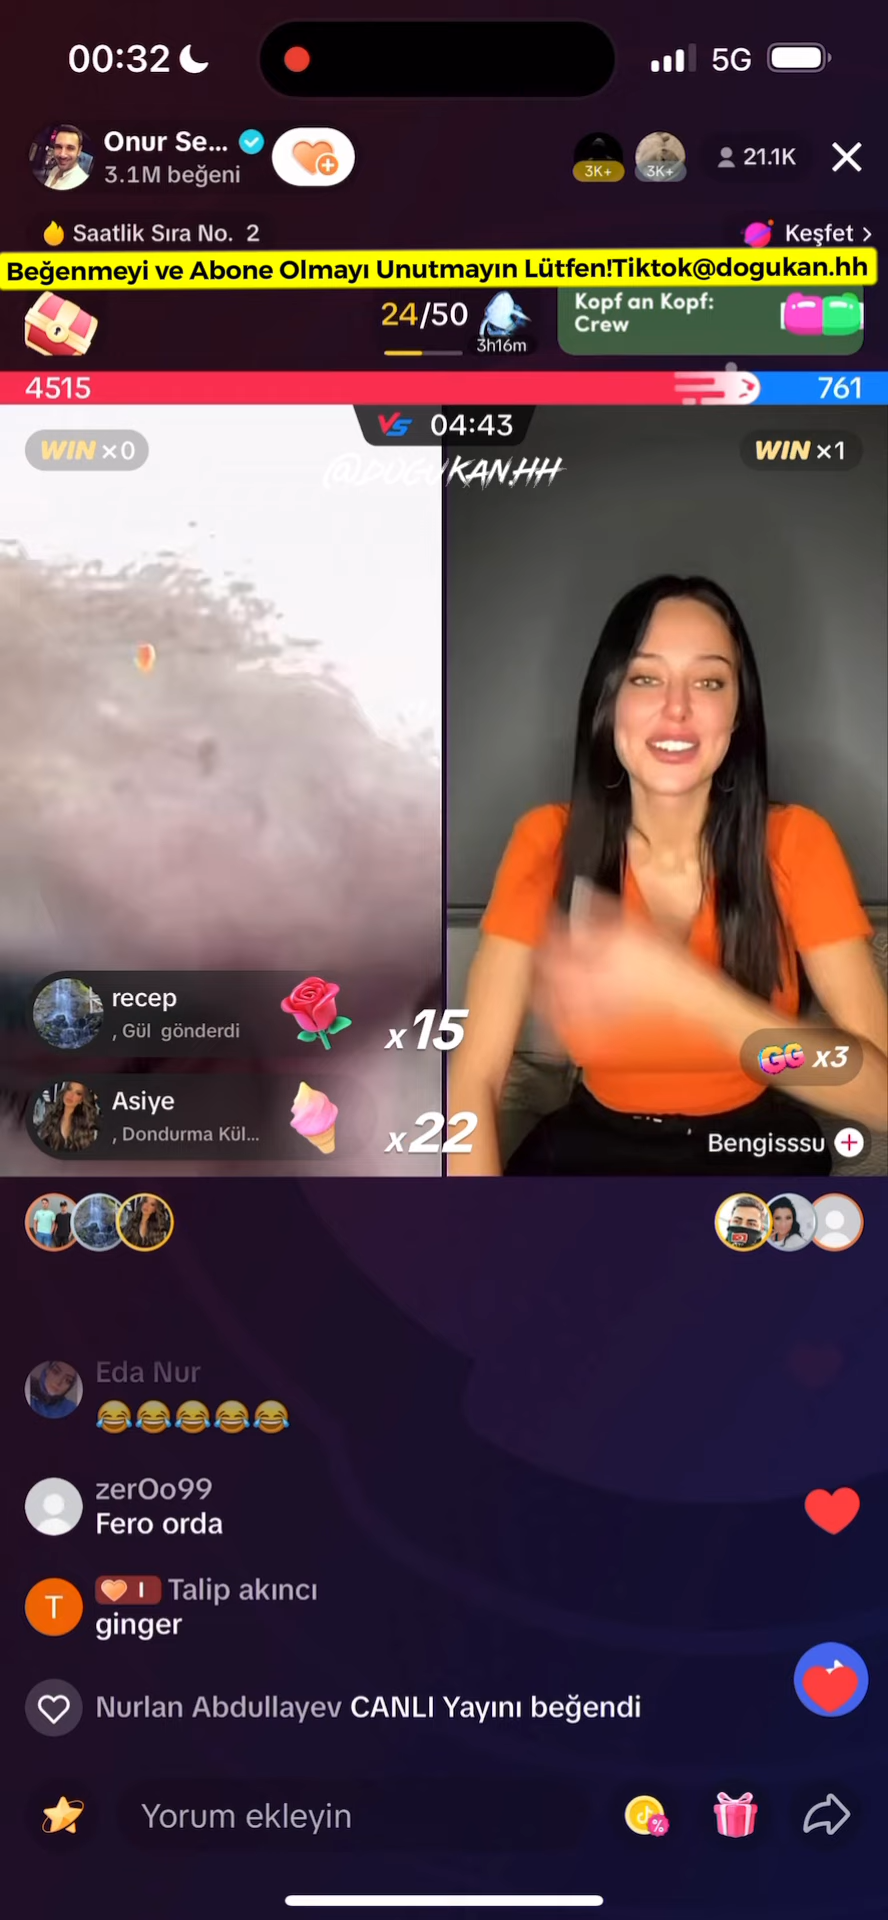 00:32
5G
Onur Se...
3.1M beğeni
3K+
3K+
21.1K
Saatlik Sıra No. 2
Keşfet >
Beğenmeyi ve Abone Olmayı Unutmayın Lütfen!Tiktok@dogukan.hh
24/50
3h16m
Kopf an Kopf:
Crew
4515
761
VS 04:43
WIN x0
WIN x1
@DOGUKAN.HH
recep
, Gül gönderdi
x15
GG x3
Asiye
, Dondurma Kül...
x22
Bengisssu
Eda Nur
😂😂😂😂😂
zerOo99
Fero orda
T
I Talip akıncı
ginger
Nurlan Abdullayev CANLI Yayını beğendi
Yorum ekleyin